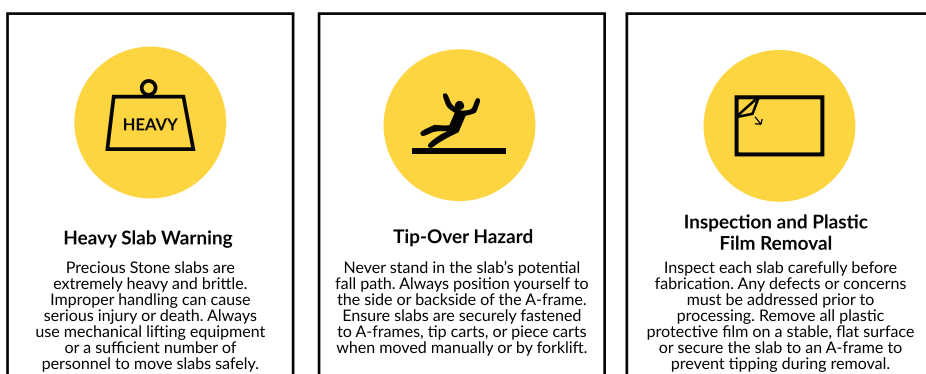 HEAVY
Heavy Slab Warning
Precious Stone slabs are
extremely heavy and brittle.
Improper handling can cause
serious injury or death. Always
use mechanical lifting equipment
or a sufficient number of
personnel to move slabs safely.
Tip-Over Hazard
Never stand in the slab’s potential
fall path. Always position yourself to
the side or backside of the A-frame.
Ensure slabs are securely fastened
to A-frames, tip carts, or piece carts
when moved manually or by forklift.
Inspection and Plastic
Film Removal
Inspect each slab carefully before
fabrication. Any defects or concerns
must be addressed prior to
processing. Remove all plastic
protective film on a stable, flat surface
or secure the slab to an A-frame to
prevent tipping during removal.